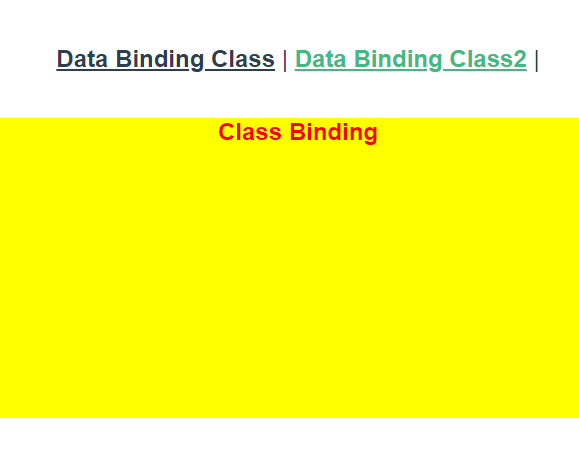 Data Binding Class | Data Binding Class2 |
Class Binding